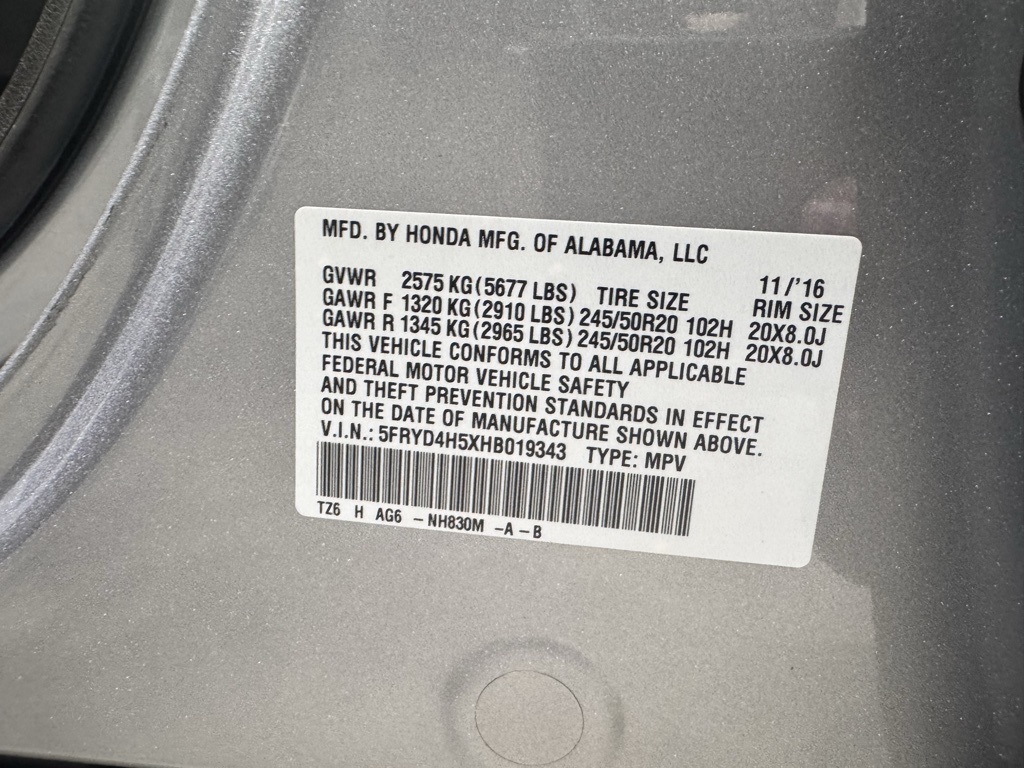 MFD. BY HONDA MFG. OF ALABAMA, LLC
11/'16
GVWR 2575 KG (5677 LBS) TIRE SIZE RIM SIZE
GAWR F 1320 KG (2910 LBS) 245/50R20 102H 20X8.0J
GAWR R 1345 KG (2965 LBS) 245/50R20 102H 20X8.0J
THIS VEHICLE CONFORMS TO ALL APPLICABLE
FEDERAL MOTOR VEHICLE SAFETY
AND THEFT PREVENTION STANDARDS IN EFFECT
ON THE DATE OF MANUFACTURE SHOWN ABOVE.
V.I.N.: 5FRYD4H5XHB019343 TYPE: MPV
TZ6 H AG6 -NH830M -A-B